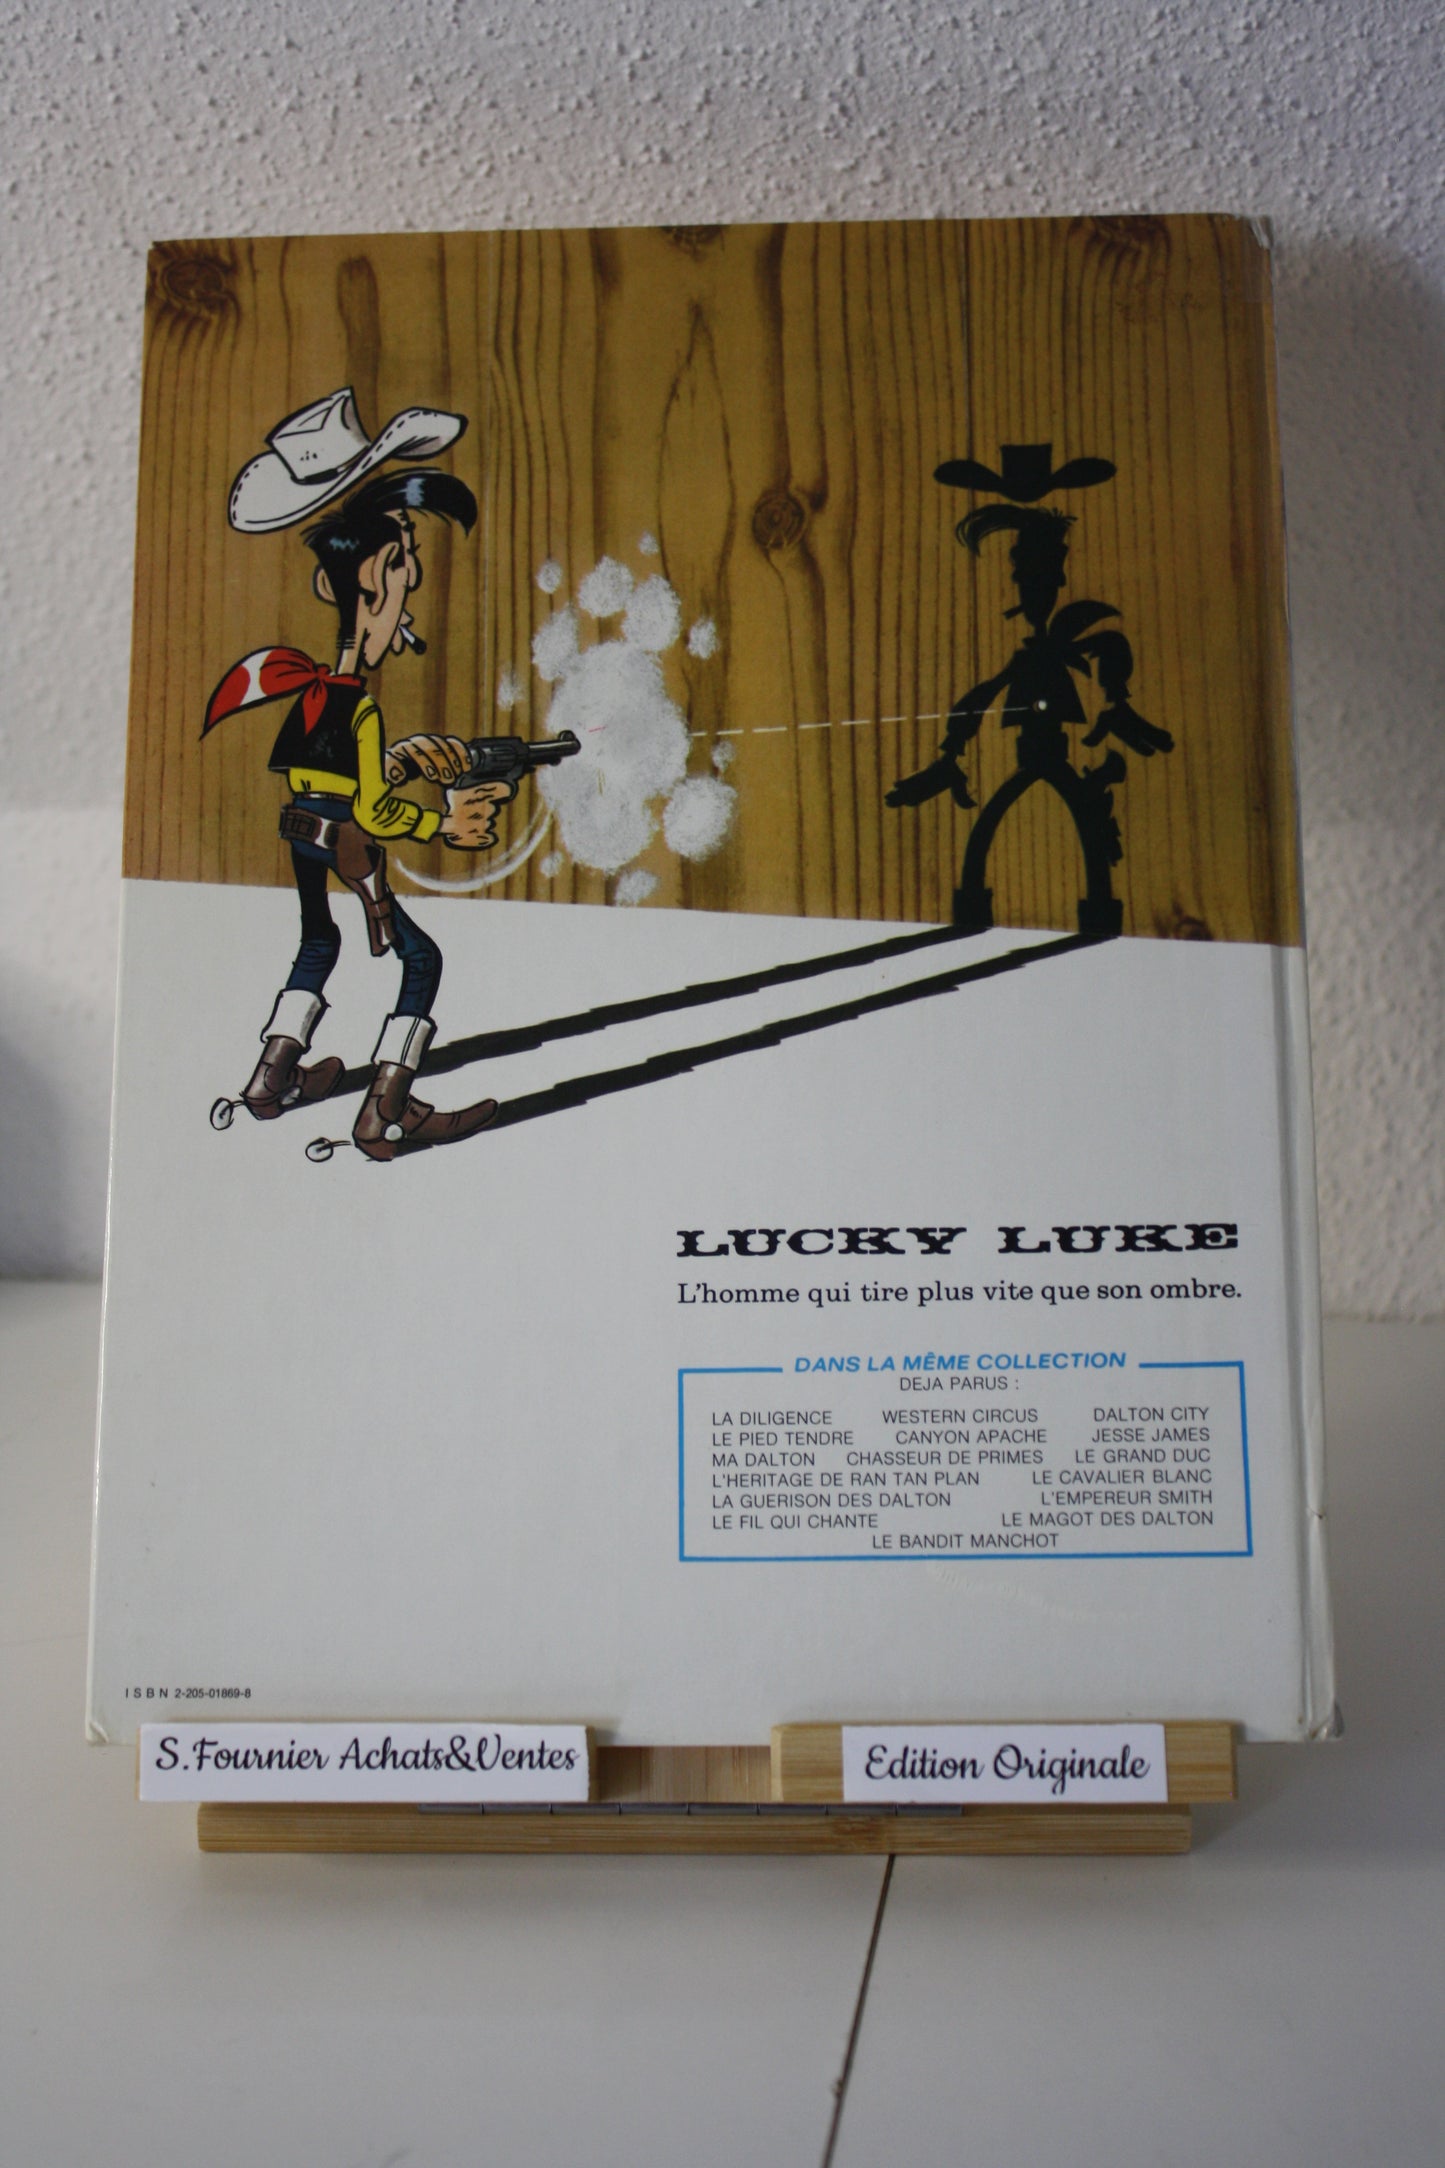 LUCKY LUKE
L'homme qui tire plus vite que son ombre.
DANS LA MÊME COLLECTION
DEJA PARUS :
LA DILIGENCE WESTERN CIRCUS DALTON CITY
LE PIED TENDRE CANYON APACHE JESSE JAMES
MA DALTON CHASSEUR DE PRIMES LE GRAND DUC
L'HERITAGE DE RAN TAN PLAN LE CAVALIER BLANC
LA GUERISON DES DALTON L'EMPEREUR SMITH
LE FIL QUI CHANTE LE MAGOT DES DALTON
LE BANDIT MANCHOT
ISBN 2-205-01869-8
S.Fournier Achats&Ventes
Edition Originale